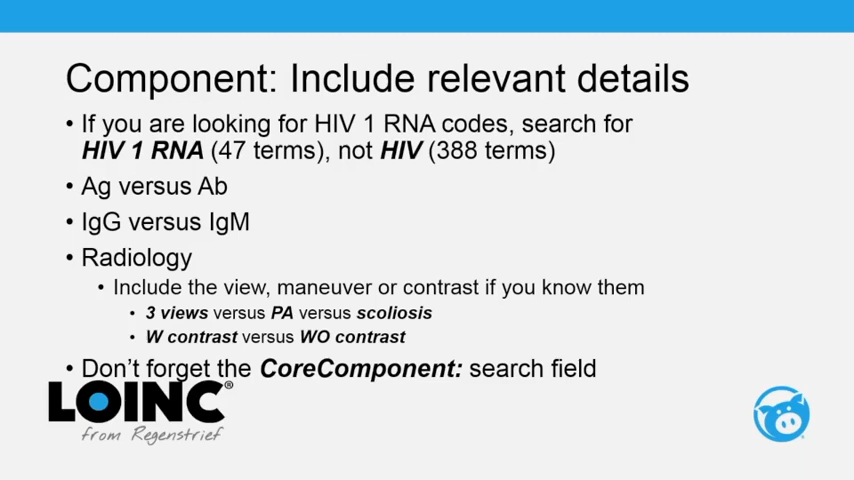 Component: Include relevant details
• If you are looking for HIV 1 RNA codes, search for
HIV 1 RNA (47 terms), not HIV (388 terms)
• Ag versus Ab
• IgG versus IgM
• Radiology
• Include the view, maneuver or contrast if you know them
• 3 views versus PA versus scoliosis
• W contrast versus WO contrast
• Don't forget the CoreComponent: search field
LOINC®
from Regenstrief